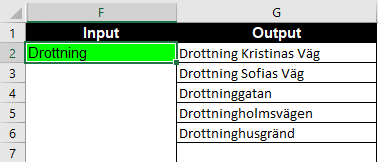 F G
1 Input Output
2 Drottning Drottning Kristinas Väg
3 Drottning Sofias Väg
4 Drottninggatan
5 Drottningholmsvägen
6 Drottninghusgränd
7